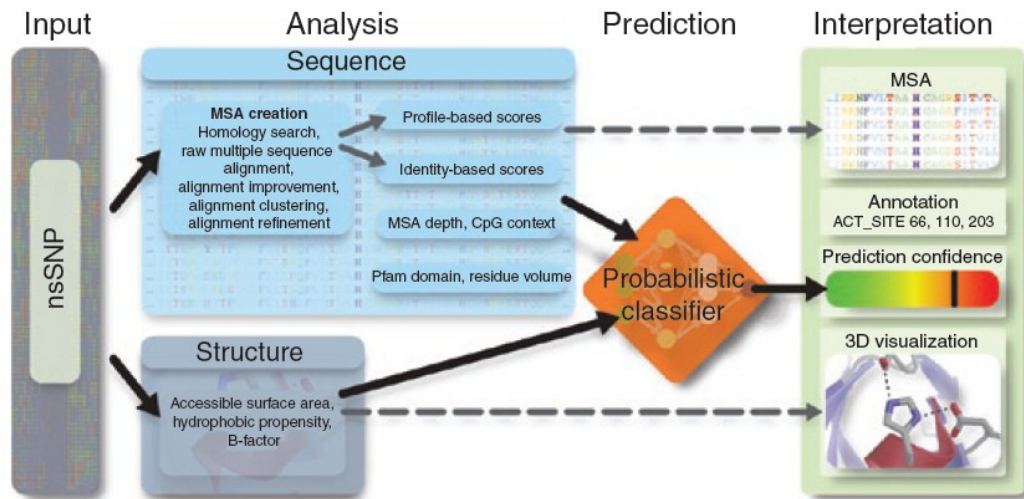 Input
Analysis
Prediction
Interpretation
nsSNP
Sequence
MSA creation
Homology search,
raw multiple sequence
alignment,
alignment improvement,
alignment clustering,
alignment refinement
Profile-based scores
Identity-based scores
MSA depth, CpG context
Pfam domain, residue volume
Structure
Accessible surface area,
hydrophobic propensity,
B-factor
Probabilistic
classifier
MSA
Annotation
ACT_SITE 66, 110, 203
Prediction confidence
3D visualization